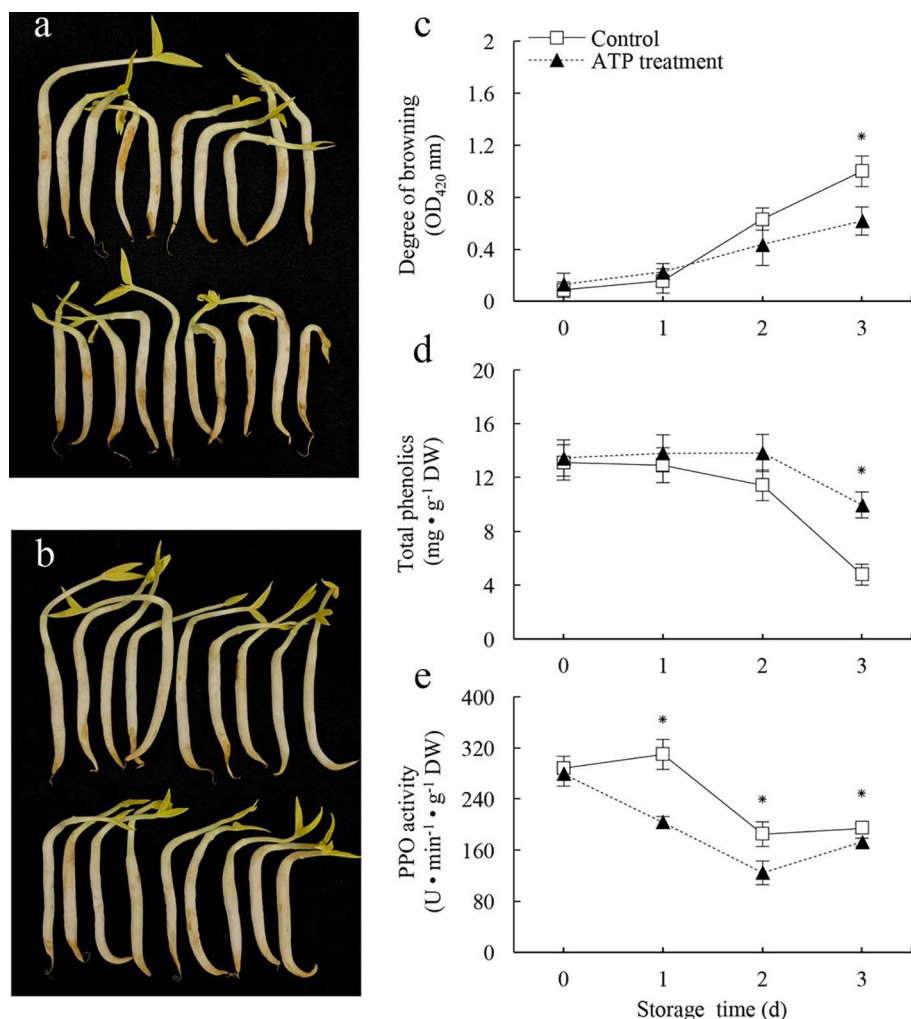 a
b
c
Control
ATP treatment
Degree of browning
(OD₄₂₀ nm)
2
1.6
1.2
0.8
0.4
0
*
0 1 2 3
d
Total phenolics
(mg • g⁻¹ DW)
20
16
12
8
4
0
*
0 1 2 3
e
PPO activity
(U • min⁻¹ • g⁻¹ DW)
400
320
240
160
80
0
*
*
*
0 1 2 3
Storage time (d)